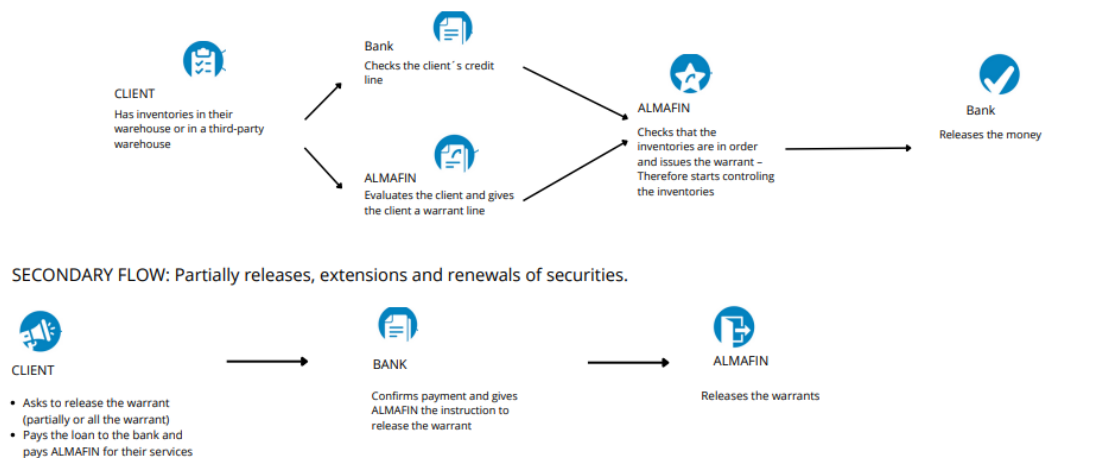 CLIENT
Has inventories in their
warehouse or in a third-party
warehouse
Bank
Checks the client´s credit
line
ALMAFIN
Evaluates the client and gives
the client a warrant line
ALMAFIN
Checks that the
inventories are in order
and issues the warrant –
Therefore starts controling
the inventories
Bank
Releases the money
SECONDARY FLOW: Partially releases, extensions and renewals of securities.
CLIENT
• Asks to release the warrant
(partially or all the warrant)
• Pays the loan to the bank and
pays ALMAFIN for their services
BANK
Confirms payment and gives
ALMAFIN the instruction to
release the warrant
ALMAFIN
Releases the warrants